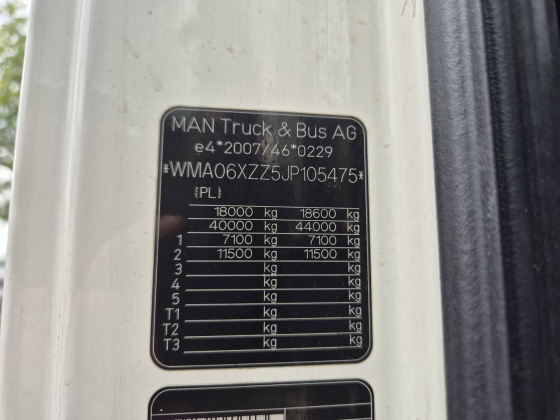 MAN Truck & Bus AG
e4*2007/46*0229
*WMA06XZZ5JP105475*
(PL)
18000 kg 18600 kg
40000 kg 44000 kg
1 7100 kg 7100 kg
2 11500 kg 11500 kg
3 kg kg
4 kg kg
5 kg kg
T1 kg kg
T2 kg kg
T3 kg kg